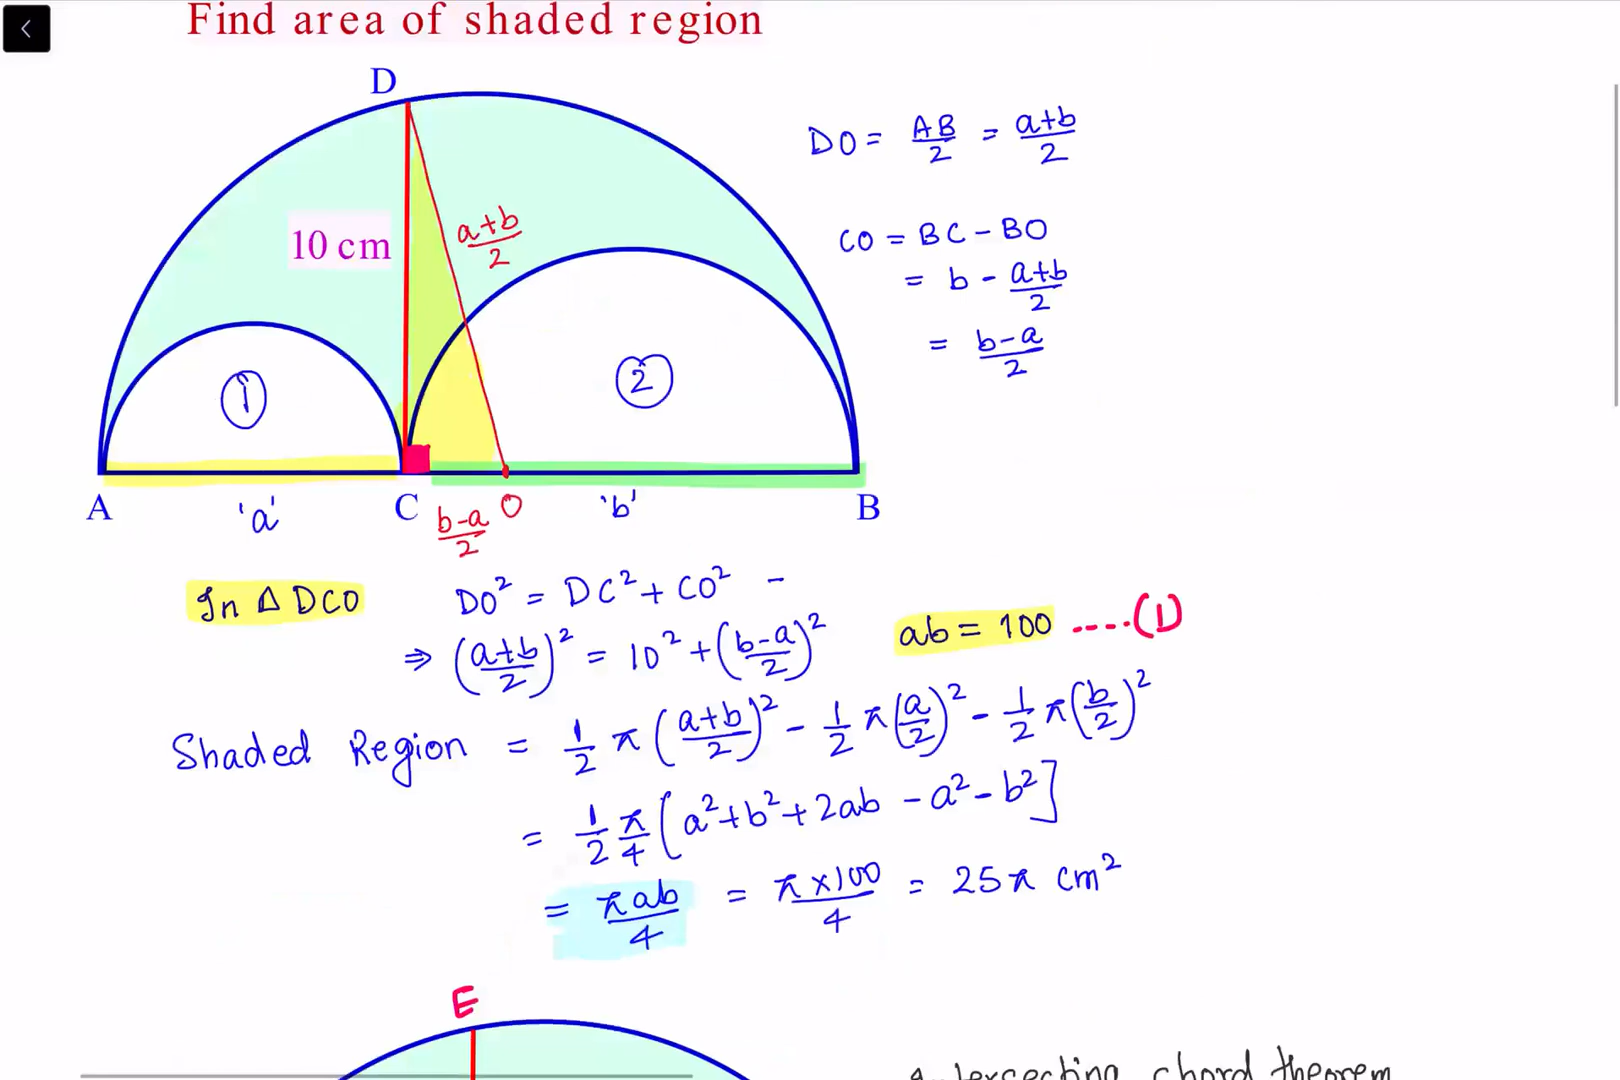 Find area of shaded region
D
DO = AB/2 = a+b/2
10 cm
a+b/2
CO = BC - BO
= b - a+b/2
= b-a/2
1
2
A
'a'
C
b-a/2
O
'b'
B
In Δ DCO
DO² = DC² + CO² -
⇒ (a+b/2)² = 10² + (b-a/2)²
ab = 100 ....(1)
Shaded Region = 1/2 π (a+b/2)² - 1/2 π (a/2)² - 1/2 π (b/2)²
= 1/2 π/4 [a² + b² + 2ab - a² - b²]
= πab/4 = π×100/4 = 25π cm²
E
Intersecting chord theorem